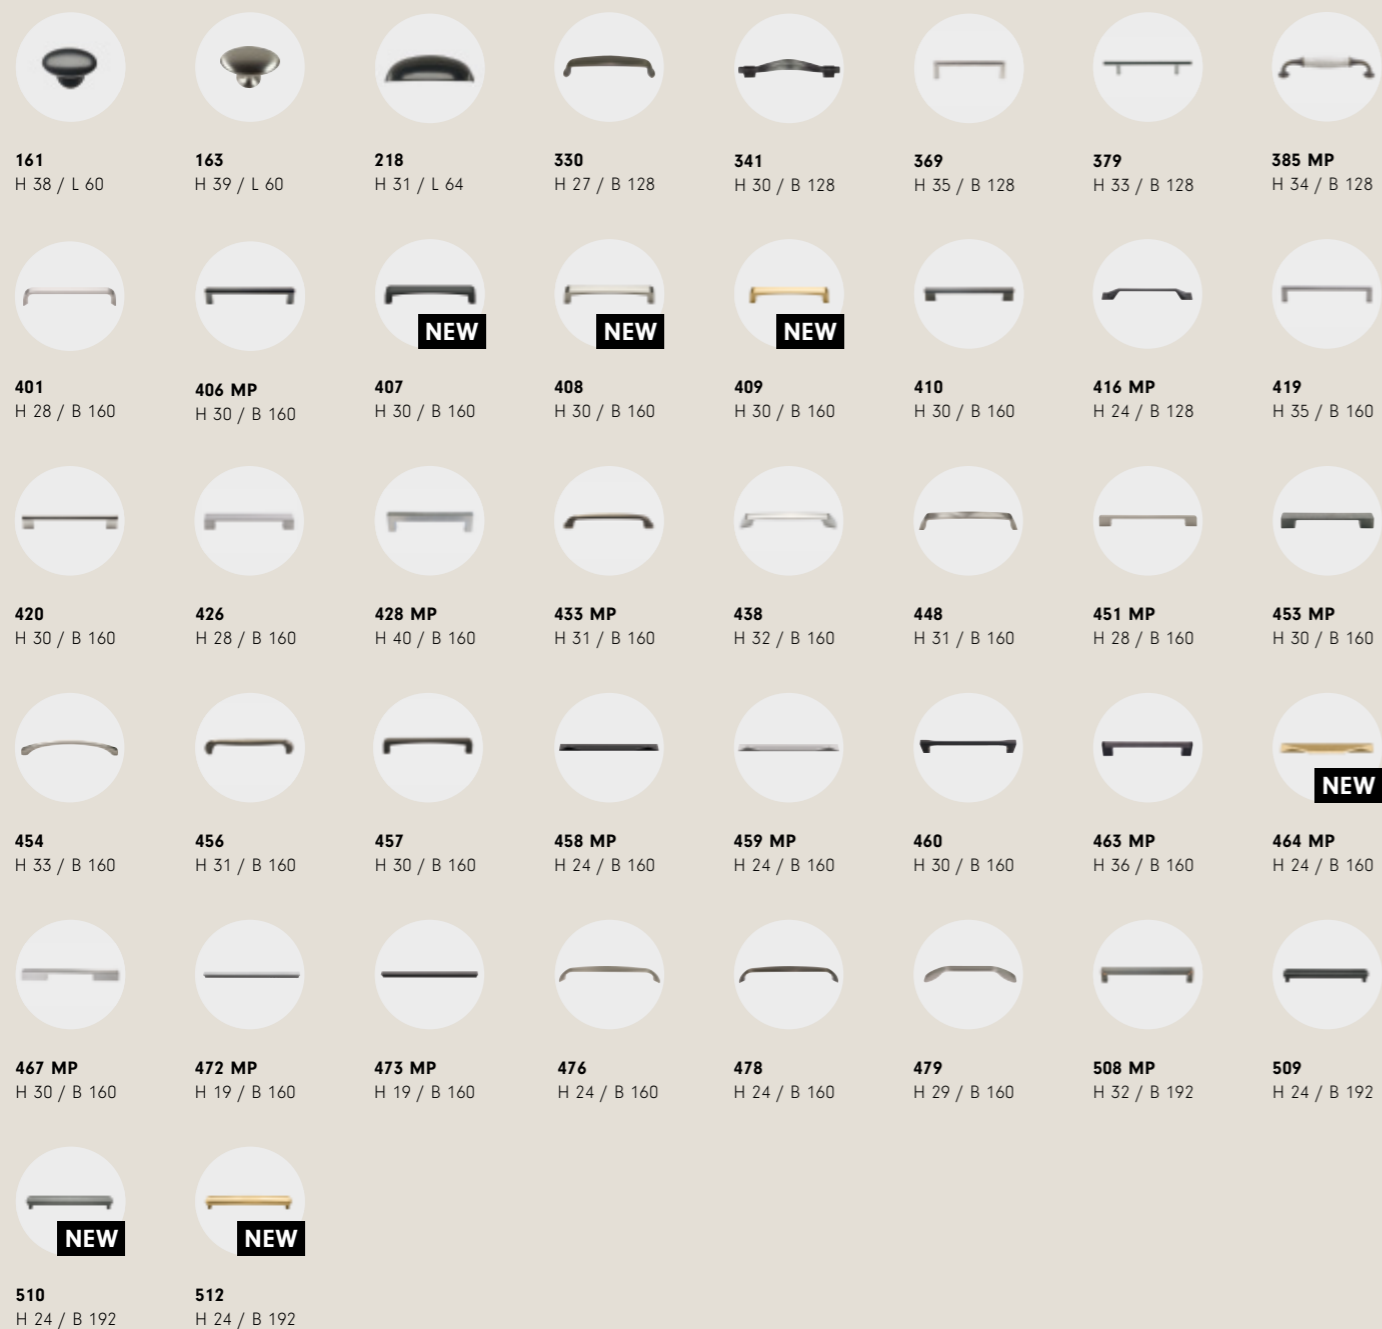 161
H 38 / L 60
163
H 39 / L 60
218
H 31 / L 64
330
H 27 / B 128
341
H 30 / B 128
369
H 35 / B 128
379
H 33 / B 128
385 MP
H 34 / B 128
401
H 28 / B 160
406 MP
H 30 / B 160
NEW
407
H 30 / B 160
NEW
408
H 30 / B 160
NEW
409
H 30 / B 160
410
H 30 / B 160
416 MP
H 24 / B 128
419
H 35 / B 160
420
H 30 / B 160
426
H 28 / B 160
428 MP
H 40 / B 160
433 MP
H 31 / B 160
438
H 32 / B 160
448
H 31 / B 160
451 MP
H 28 / B 160
453 MP
H 30 / B 160
454
H 33 / B 160
456
H 31 / B 160
457
H 30 / B 160
458 MP
H 24 / B 160
459 MP
H 24 / B 160
460
H 30 / B 160
463 MP
H 36 / B 160
NEW
464 MP
H 24 / B 160
467 MP
H 30 / B 160
472 MP
H 19 / B 160
473 MP
H 19 / B 160
476
H 24 / B 160
478
H 24 / B 160
479
H 29 / B 160
508 MP
H 32 / B 192
509
H 24 / B 192
NEW
510
H 24 / B 192
NEW
512
H 24 / B 192